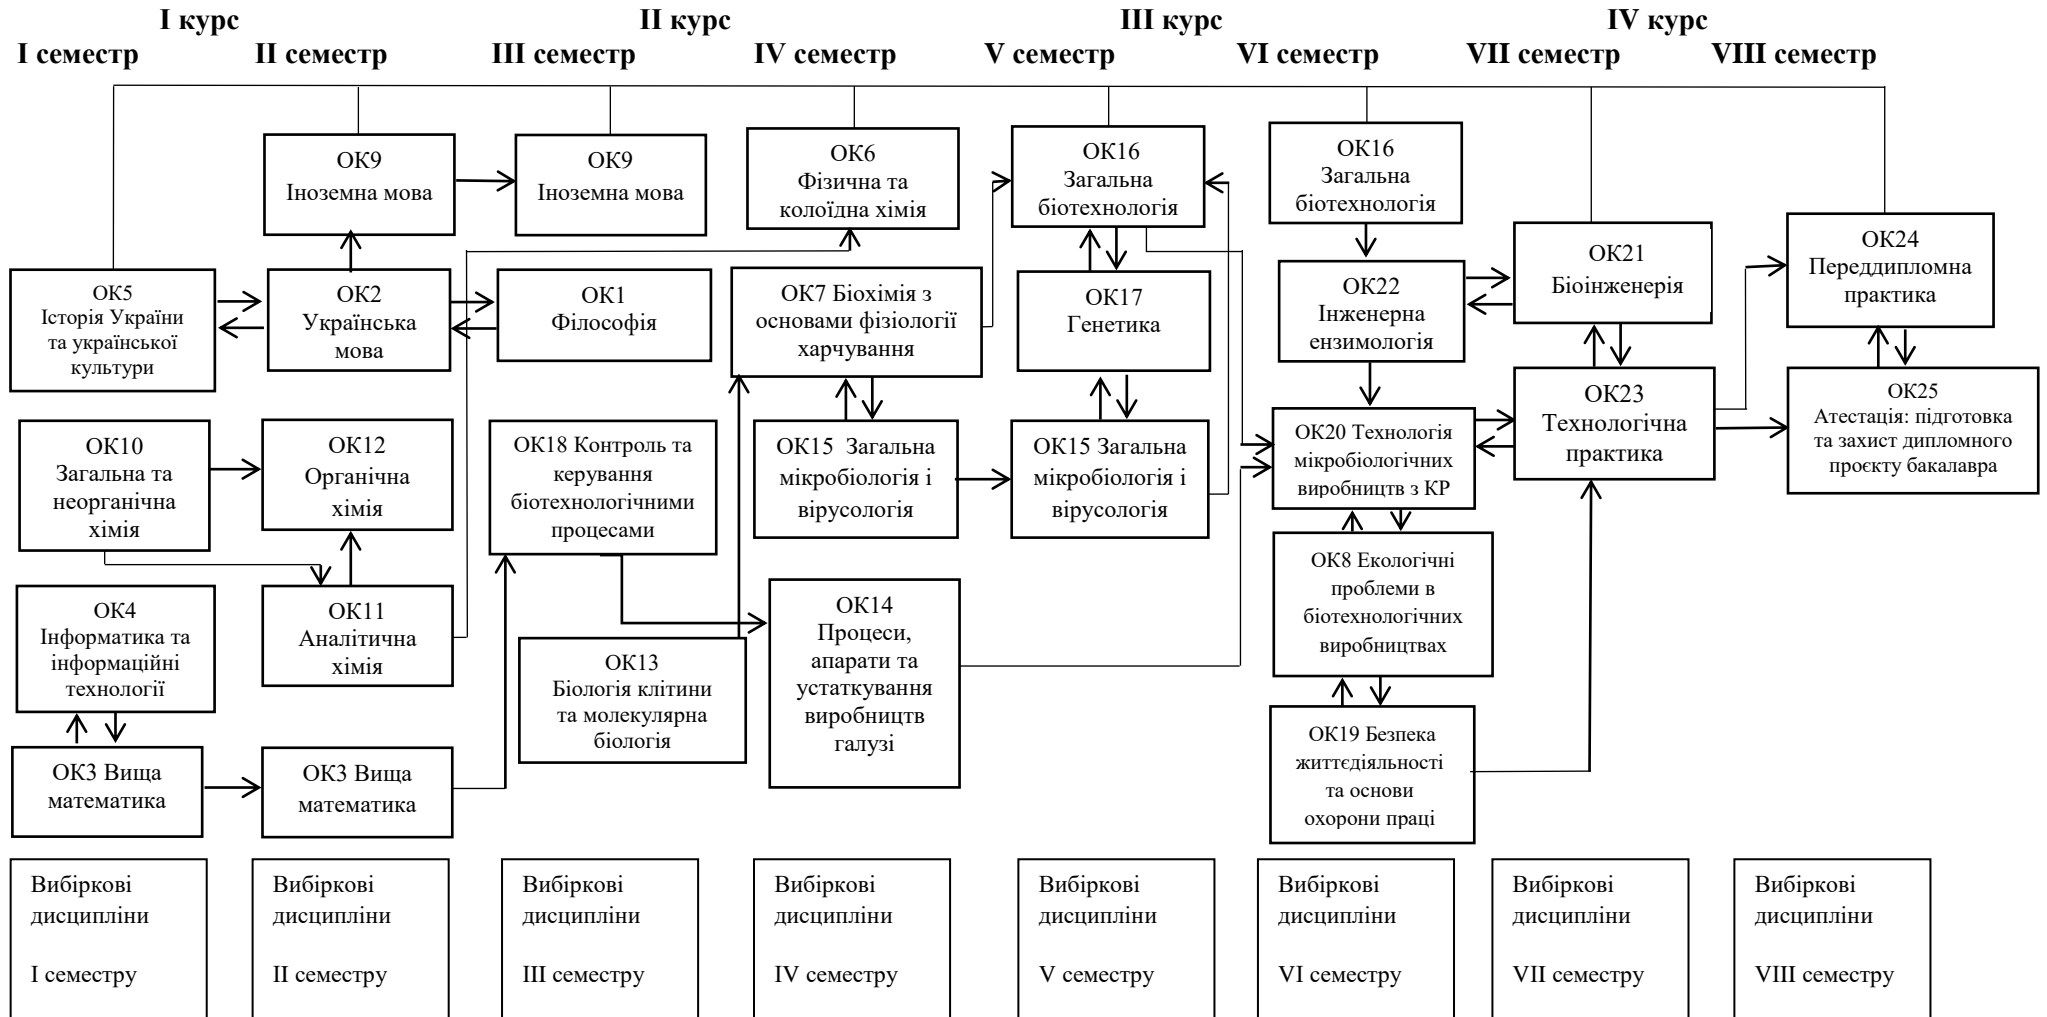 I курс
II курс
III курс
IV курс
I семестр
II семестр
III семестр
IV семестр
V семестр
VI семестр
VII семестр
VIII семестр
ОК5
Історія України
та української
культури
ОК10
Загальна та
неорганічна
хімія
ОК4
Інформатика та
інформаційні
технології
ОК3 Вища
математика
ОК9
Іноземна мова
ОК2
Українська
мова
ОК12
Органічна
хімія
ОК11
Аналітична
хімія
ОК3 Вища
математика
ОК9
Іноземна мова
ОК1
Філософія
ОК18 Контроль та
керування
біотехнологічними
процесами
ОК13
Біологія клітини
та молекулярна
біологія
ОК6
Фізична та
колоїдна хімія
ОК7 Біохімія з
основами фізіології
харчування
ОК15 Загальна
мікробіологія і
вірусологія
ОК14
Процеси,
апарати та
устаткування
виробництв
галузі
ОК16
Загальна
біотехнологія
ОК17
Генетика
ОК15 Загальна
мікробіологія і
вірусологія
ОК16
Загальна
біотехнологія
ОК22
Інженерна
ензимологія
ОК20 Технологія
мікробіологічних
виробництв з КР
ОК8 Екологічні
проблеми в
біотехнологічних
виробництвах
ОК19 Безпека
життєдіяльності
та основи
охорони праці
ОК21
Біоінженерія
ОК23
Технологічна
практика
ОК24
Переддипломна
практика
ОК25
Атестація: підготовка
та захист дипломного
проєкту бакалавра
Вибіркові
дисципліни
I семестру
Вибіркові
дисципліни
II семестру
Вибіркові
дисципліни
III семестру
Вибіркові
дисципліни
IV семестру
Вибіркові
дисципліни
V семестру
Вибіркові
дисципліни
VI семестру
Вибіркові
дисципліни
VII семестру
Вибіркові
дисципліни
VIII семестру